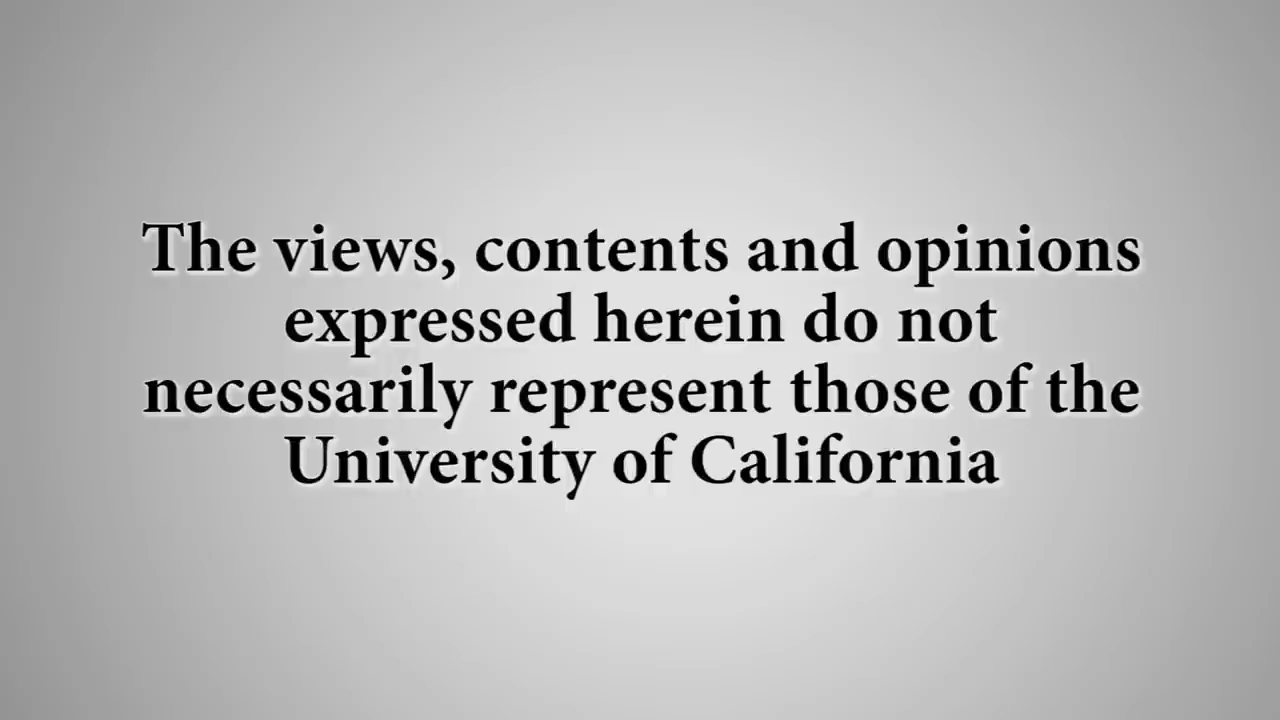 The views, contents and opinions
expressed herein do not
necessarily represent those of the
University of California